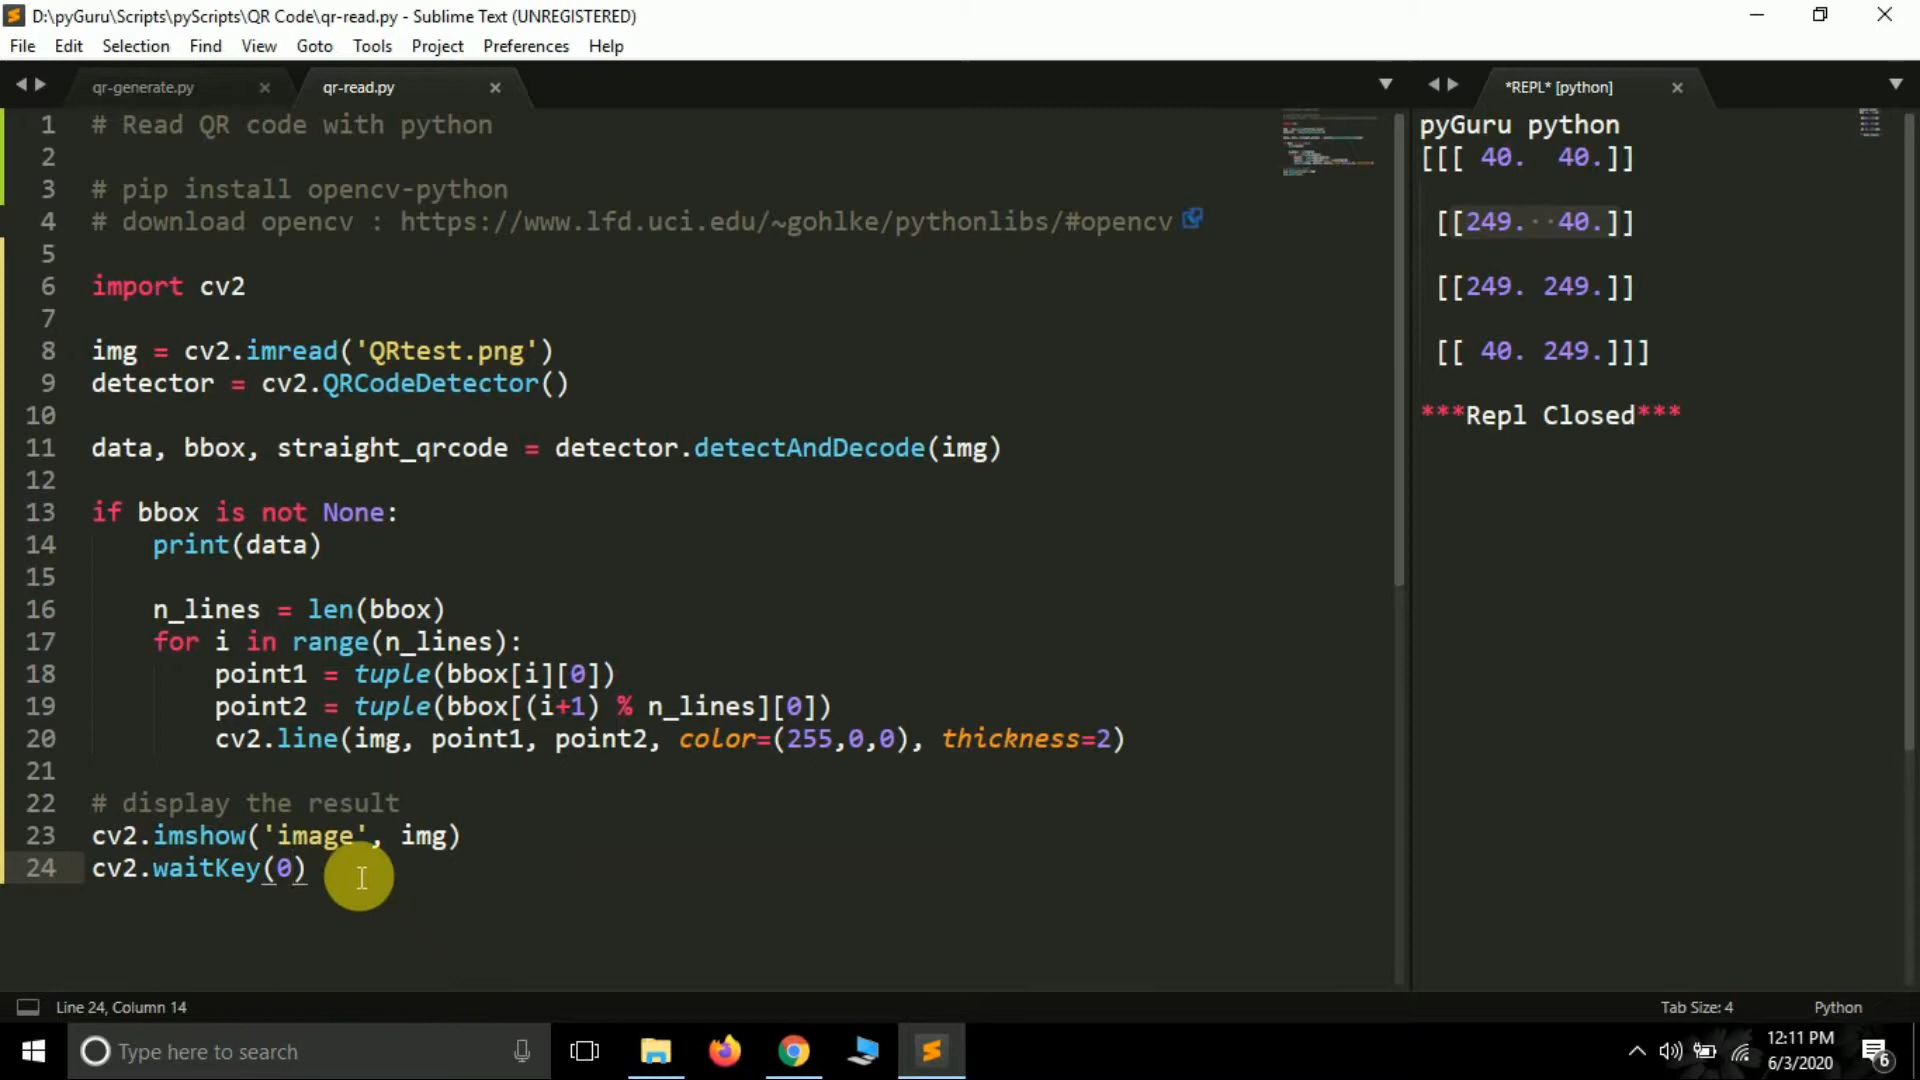 D:\pyGuru\Scripts\pyScripts\QR Code\qr-read.py - Sublime Text (UNREGISTERED)
File Edit Selection Find View Goto Tools Project Preferences Help
qr-generate.py
qr-read.py
1 # Read QR code with python
2
3 # pip install opencv-python
4 # download opencv : https://www.lfd.uci.edu/~gohlke/pythonlibs/#opencv
5
6 import cv2
7
8 img = cv2.imread('QRtest.png')
9 detector = cv2.QRCodeDetector()
10
11 data, bbox, straight_qrcode = detector.detectAndDecode(img)
12
13 if bbox is not None:
14 print(data)
15
16 n_lines = len(bbox)
17 for i in range(n_lines):
18 point1 = tuple(bbox[i][0])
19 point2 = tuple(bbox[(i+1) % n_lines][0])
20 cv2.line(img, point1, point2, color=(255,0,0), thickness=2)
21
22 # display the result
23 cv2.imshow('image', img)
24 cv2.waitKey(0)
*REPL* [python]
pyGuru python
[[[ 40.  40.]]
[[249.··40.]]
[[249. 249.]]
[[ 40. 249.]]]
***Repl Closed***
Line 24, Column 14
Tab Size: 4
Python
Type here to search
12:11 PM
6/3/2020
6